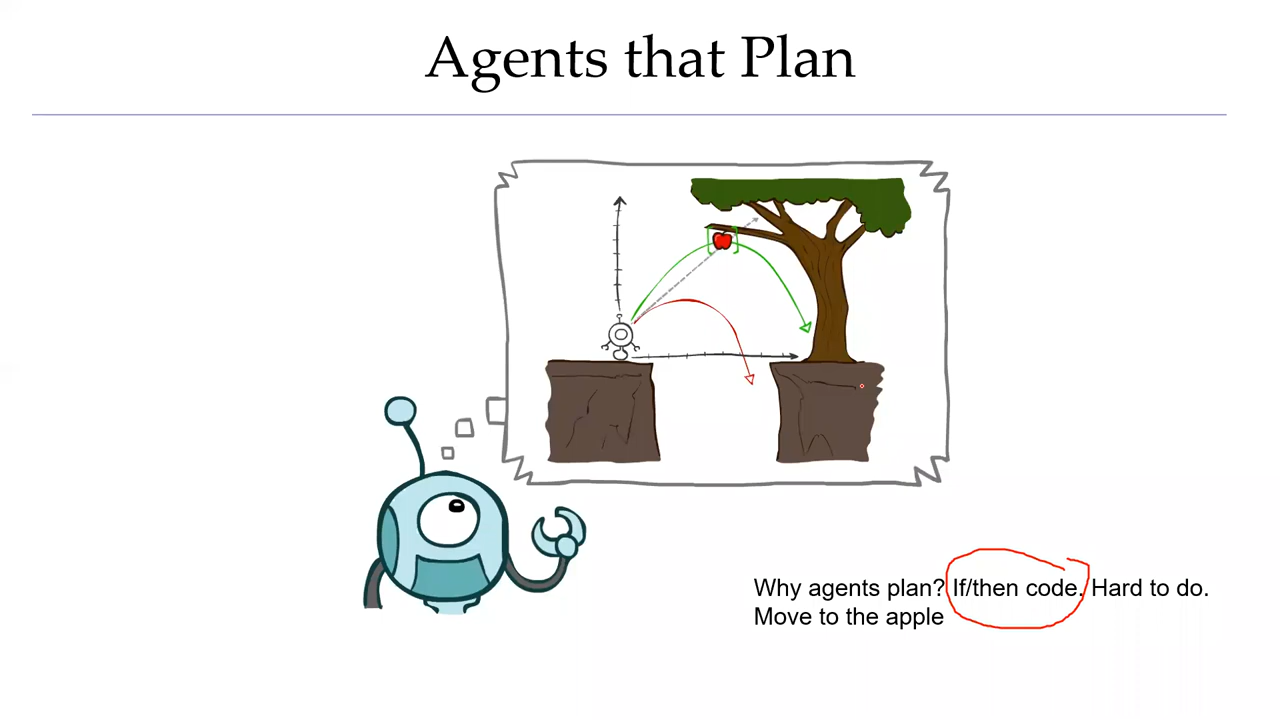 Agents that Plan
Why agents plan? If/then code. Hard to do.
Move to the apple